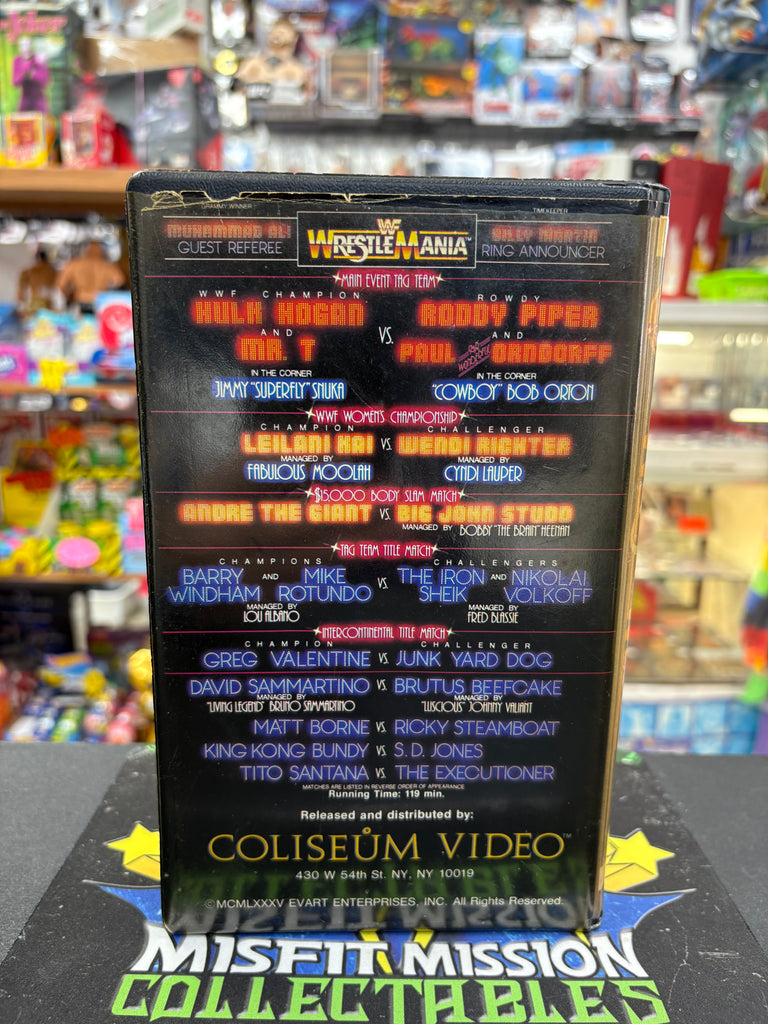 GRAMMY WINNER
TIMEKEEPER
MUHAMMAD ALI
GUEST REFEREE
WF
WRESTLEMANIA™
BILLY MARTIN
RING ANNOUNCER
MAIN EVENT TAG TEAM
WWF CHAMPION
HULK HOGAN
AND
MR. T
IN THE CORNER
JIMMY "SUPERFLY" SNUKA
VS.
ROWDY
RODDY PIPER
AND
PAUL "Mr. Wonderful" ORNDORFF
IN THE CORNER
"COWBOY" BOB ORTON
WWF WOMEN'S CHAMPIONSHIP
CHAMPION CHALLENGER
LEILANI KAI VS. WENDI RICHTER
MANAGED BY MANAGED BY
FABULOUS MOOLAH CYNDI LAUPER
$15,000 BODY SLAM MATCH
ANDRE THE GIANT VS. BIG JOHN STUDD
MANAGED BY BOBBY "THE BRAIN" HEENAN
TAG TEAM TITLE MATCH
CHAMPIONS CHALLENGERS
BARRY WINDHAM AND MIKE ROTUNDO VS. THE IRON SHEIK AND NIKOLAI VOLKOFF
MANAGED BY MANAGED BY
LOU ALBANO FRED BLASSIE
INTERCONTINENTAL TITLE MATCH
CHAMPION CHALLENGER
GREG VALENTINE VS. JUNK YARD DOG
DAVID SAMMARTINO VS. BRUTUS BEEFCAKE
MANAGED BY MANAGED BY
"LIVING LEGEND" BRUNO SAMMARTINO "LUSCIOUS" JOHNNY VALIANT
MATT BORNE VS. RICKY STEAMBOAT
KING KONG BUNDY VS. S.D. JONES
TITO SANTANA VS. THE EXECUTIONER
MATCHES ARE LISTED IN REVERSE ORDER OF APPEARANCE
Running Time: 119 min.
Released and distributed by:
COLISEŮM VIDEO™
430 W 54th St. NY, NY 10019
©MCMLXXXV EVART ENTERPRISES, INC. All Rights Reserved.
MISFIT MISSION
COLLECTABLES